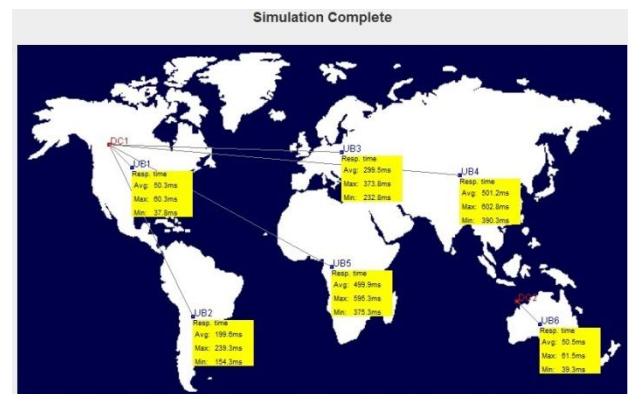 Simulation Complete
DC1
UB1
Resp. time
Avg: 50.3ms
Max: 60.3ms
Min: 37.8ms
UB3
Resp. time
Avg: 299.5ms
Max: 373.8ms
Min: 232.8ms
UB4
Resp. time
Avg: 501.2ms
Max: 602.8ms
Min: 390.3ms
UB5
Resp. time
Avg: 499.9ms
Max: 595.3ms
Min: 375.3ms
UB2
Resp. time
Avg: 199.6ms
Max: 239.3ms
Min: 154.3ms
DC2
UB6
Resp. time
Avg: 50.5ms
Max: 61.5ms
Min: 39.3ms